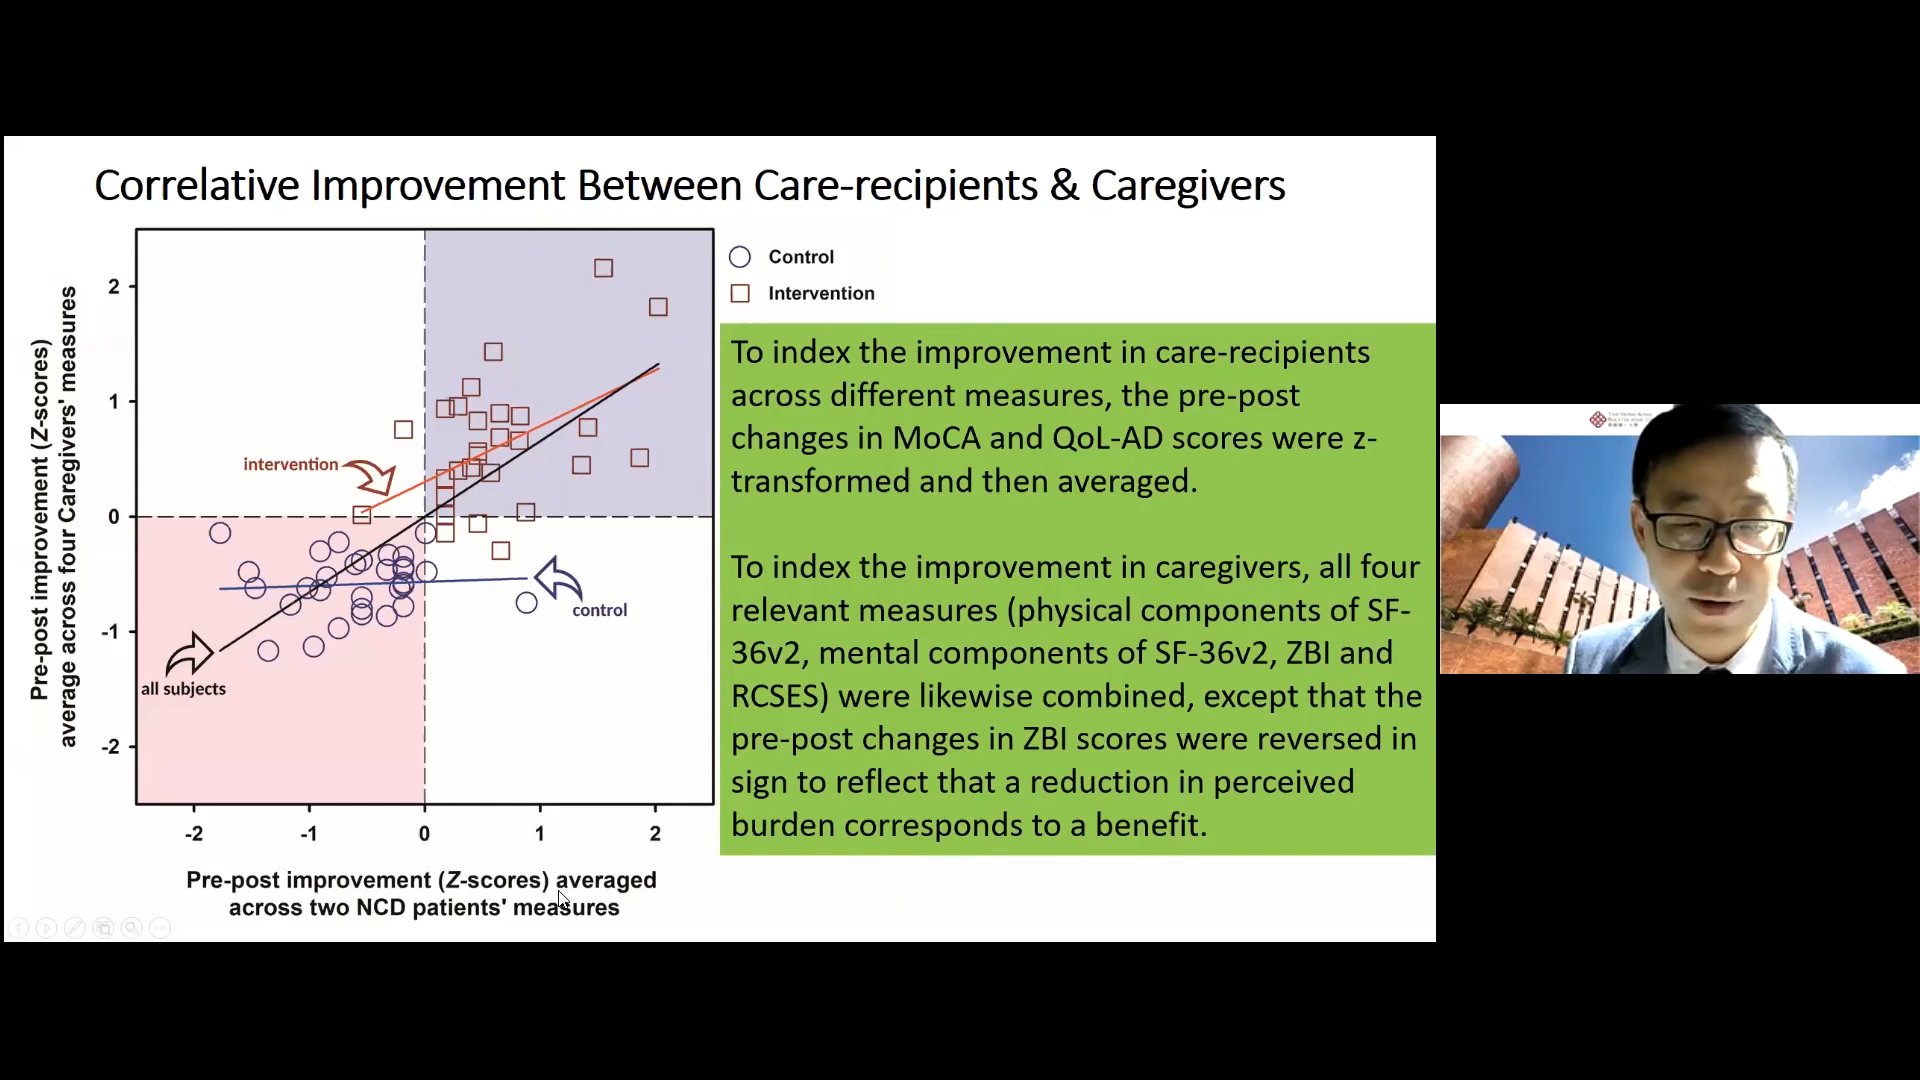 Correlative Improvement Between Care-recipients & Caregivers
Pre-post improvement (Z-scores)
average across four Caregivers' measures
2
1
0
-1
-2
intervention
control
all subjects
-2
-1
0
1
2
Pre-post improvement (Z-scores) averaged
across two NCD patients' measures
Control
Intervention
To index the improvement in care-recipients
across different measures, the pre-post
changes in MoCA and QoL-AD scores were z-
transformed and then averaged.
To index the improvement in caregivers, all four
relevant measures (physical components of SF-
36v2, mental components of SF-36v2, ZBI and
RCSES) were likewise combined, except that the
pre-post changes in ZBI scores were reversed in
sign to reflect that a reduction in perceived
burden corresponds to a benefit.